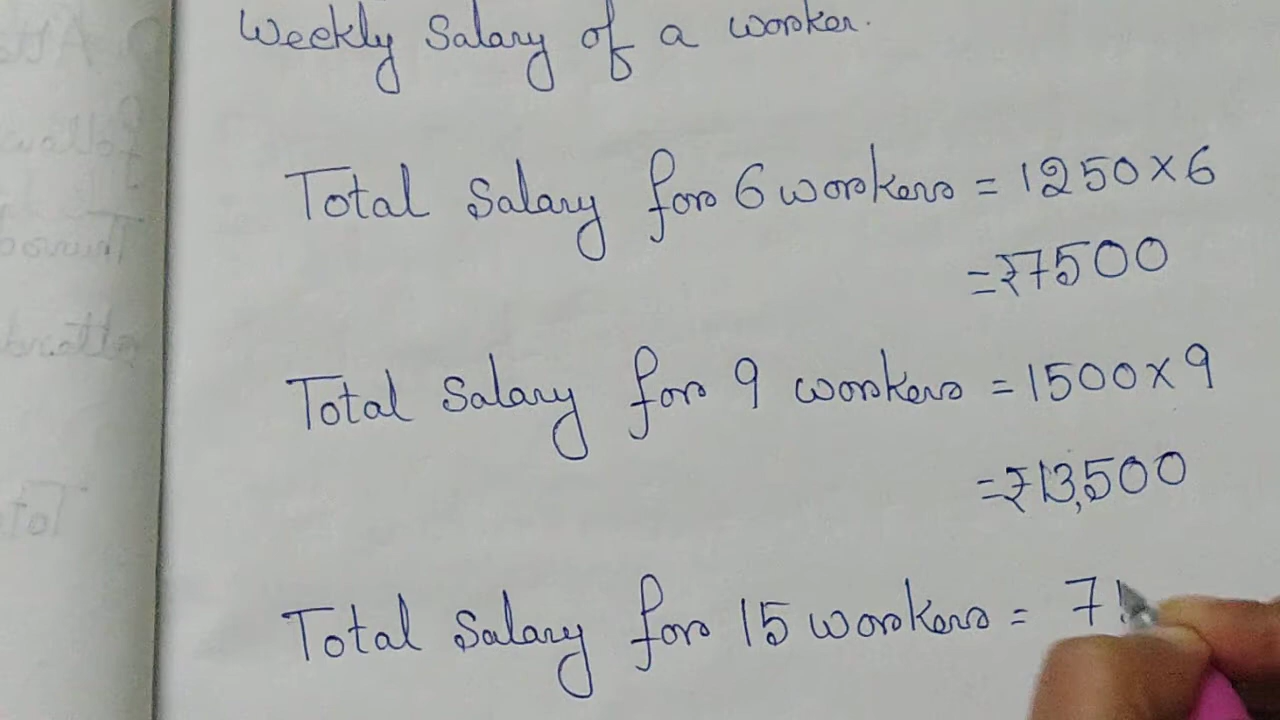 Weekly Salary of a worker.
Total Salary for 6 workers = 1250 × 6
= ₹7500
Total Salary for 9 workers = 1500 × 9
= ₹13,500
Total Salary for 15 workers = 7